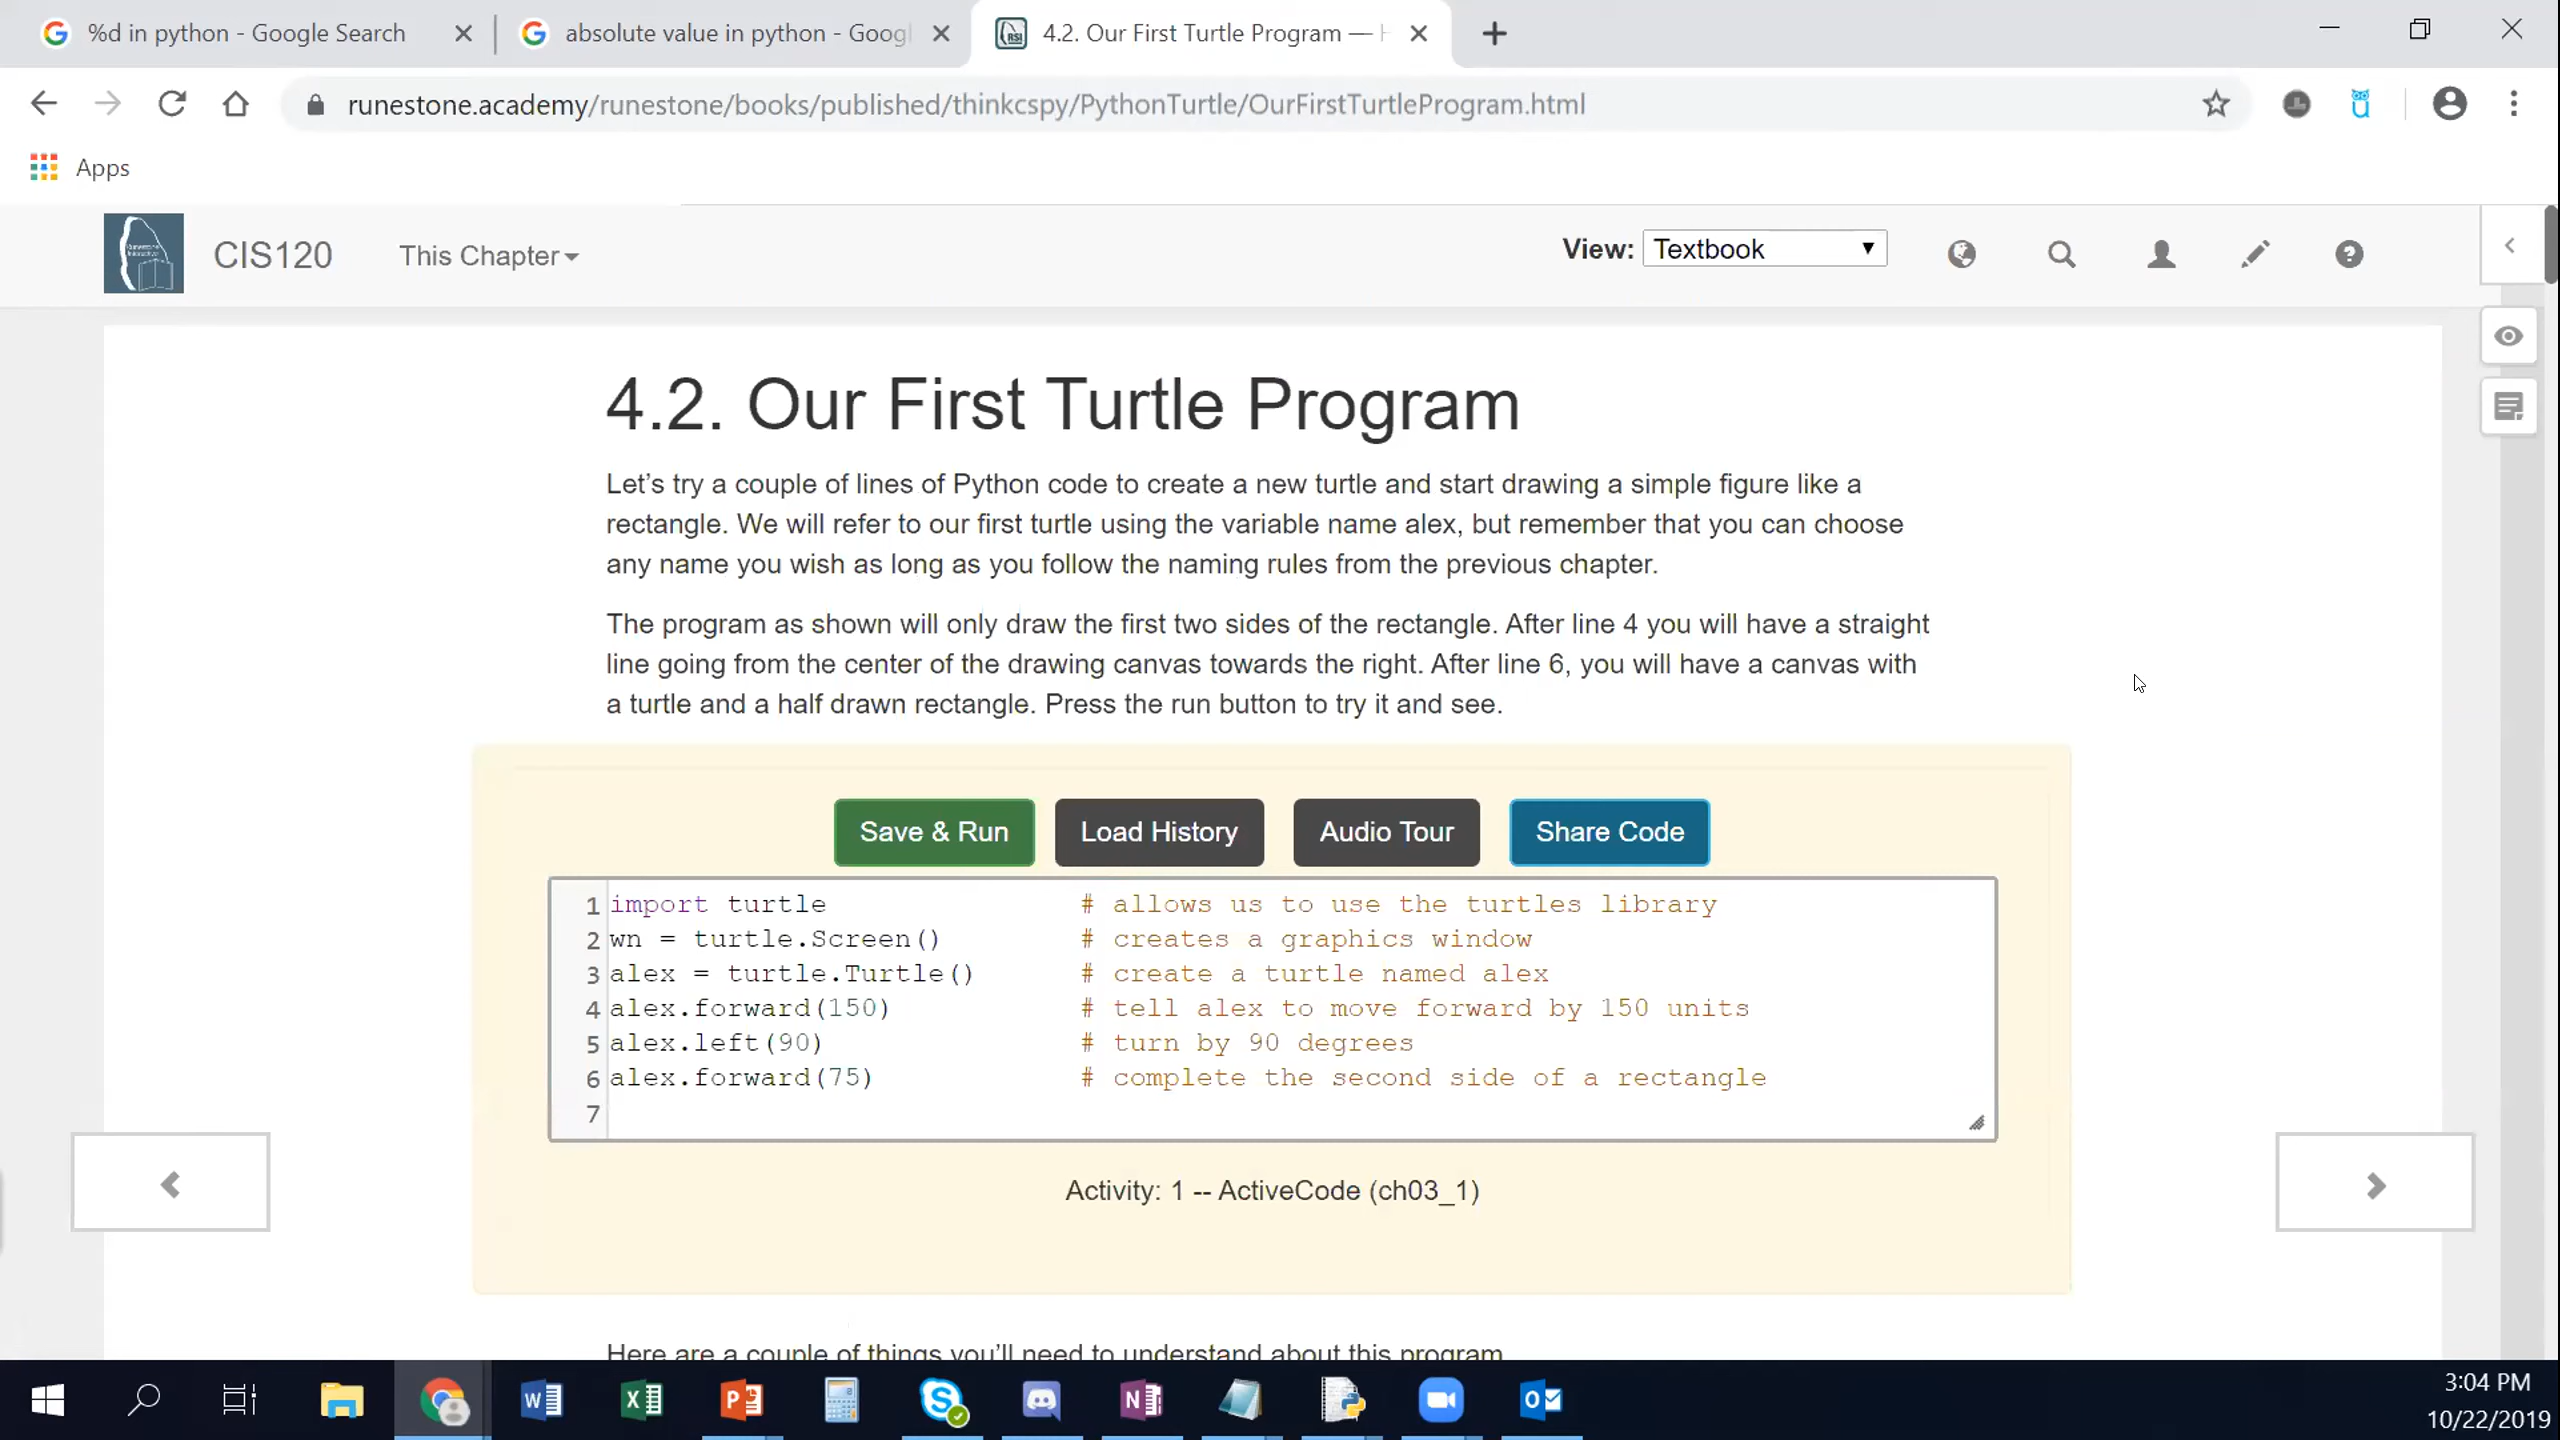 %d in python - Google Search
absolute value in python - Googl
4.2. Our First Turtle Program —
runestone.academy/runestone/books/published/thinkcspy/PythonTurtle/OurFirstTurtleProgram.html
Apps
CIS120 This Chapter View: Textbook
4.2. Our First Turtle Program
Let’s try a couple of lines of Python code to create a new turtle and start drawing a simple figure like a
rectangle. We will refer to our first turtle using the variable name alex, but remember that you can choose
any name you wish as long as you follow the naming rules from the previous chapter.
The program as shown will only draw the first two sides of the rectangle. After line 4 you will have a straight
line going from the center of the drawing canvas towards the right. After line 6, you will have a canvas with
a turtle and a half drawn rectangle. Press the run button to try it and see.
Save & Run Load History Audio Tour Share Code
1 import turtle # allows us to use the turtles library
2 wn = turtle.Screen() # creates a graphics window
3 alex = turtle.Turtle() # create a turtle named alex
4 alex.forward(150) # tell alex to move forward by 150 units
5 alex.left(90) # turn by 90 degrees
6 alex.forward(75) # complete the second side of a rectangle
7
Activity: 1 -- ActiveCode (ch03_1)
Here are a couple of things you’ll need to understand about this program
3:04 PM
10/22/2019